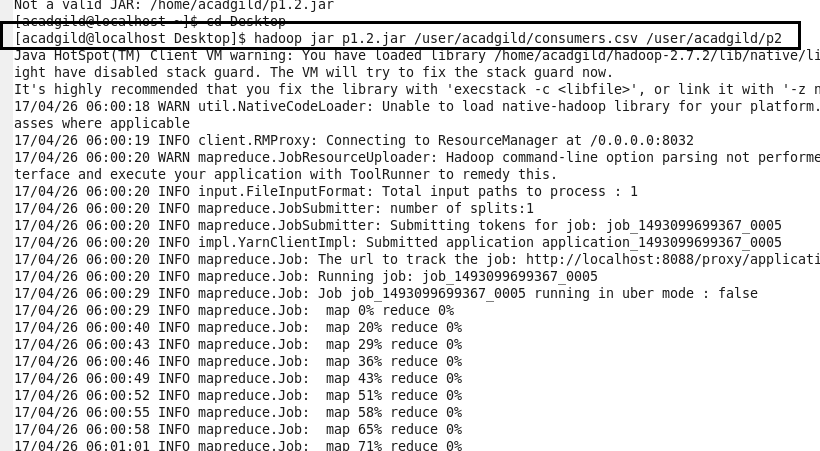 Not a valid JAR: /home/acadgild/p1.2.jar
[acadgild@localhost ~]$ cd Desktop
[acadgild@localhost Desktop]$ hadoop jar p1.2.jar /user/acadgild/consumers.csv /user/acadgild/p2
Java HotSpot(TM) Client VM warning: You have loaded library /home/acadgild/hadoop-2.7.2/lib/native/li
ight have disabled stack guard. The VM will try to fix the stack guard now.
It's highly recommended that you fix the library with 'execstack -c <libfile>', or link it with '-z n
17/04/26 06:00:18 WARN util.NativeCodeLoader: Unable to load native-hadoop library for your platform.
asses where applicable
17/04/26 06:00:19 INFO client.RMProxy: Connecting to ResourceManager at /0.0.0.0:8032
17/04/26 06:00:20 WARN mapreduce.JobResourceUploader: Hadoop command-line option parsing not performe
terface and execute your application with ToolRunner to remedy this.
17/04/26 06:00:20 INFO input.FileInputFormat: Total input paths to process : 1
17/04/26 06:00:20 INFO mapreduce.JobSubmitter: number of splits:1
17/04/26 06:00:20 INFO mapreduce.JobSubmitter: Submitting tokens for job: job_1493099699367_0005
17/04/26 06:00:20 INFO impl.YarnClientImpl: Submitted application application_1493099699367_0005
17/04/26 06:00:20 INFO mapreduce.Job: The url to track the job: http://localhost:8088/proxy/applicati
17/04/26 06:00:20 INFO mapreduce.Job: Running job: job_1493099699367_0005
17/04/26 06:00:29 INFO mapreduce.Job: Job job_1493099699367_0005 running in uber mode : false
17/04/26 06:00:29 INFO mapreduce.Job:  map 0% reduce 0%
17/04/26 06:00:40 INFO mapreduce.Job:  map 20% reduce 0%
17/04/26 06:00:43 INFO mapreduce.Job:  map 29% reduce 0%
17/04/26 06:00:46 INFO mapreduce.Job:  map 36% reduce 0%
17/04/26 06:00:49 INFO mapreduce.Job:  map 43% reduce 0%
17/04/26 06:00:52 INFO mapreduce.Job:  map 51% reduce 0%
17/04/26 06:00:55 INFO mapreduce.Job:  map 58% reduce 0%
17/04/26 06:00:58 INFO mapreduce.Job:  map 65% reduce 0%
17/04/26 06:01:01 INFO mapreduce.Job:  map 71% reduce 0%